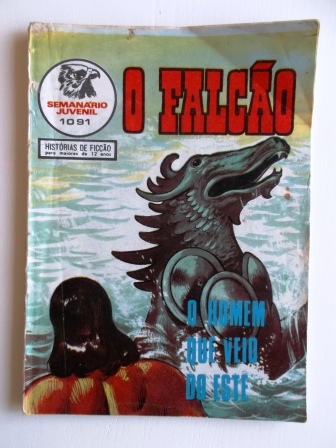 SEMANÁRIO
JUVENIL
1091
O FALCÃO
HISTÓRIAS DE FICÇÃO
para maiores de 12 anos
O HOMEM
QUE VEIO
DO ESTE